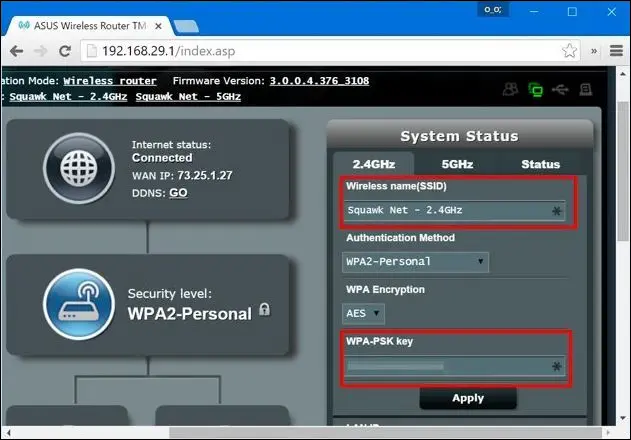 o_o;
ASUS Wireless Router TM
192.168.29.1/index.asp
ation Mode: Wireless router Firmware Version: 3.0.0.4.376_3108
: Squawk Net - 2.4GHz Squawk Net - 5GHz
System Status
2.4GHz 5GHz Status
Internet status:
Connected
WAN IP: 73.25.1.27
DDNS: GO
Wireless name(SSID)
Squawk Net - 2.4GHz *
Authentication Method
WPA2-Personal
Security level:
WPA2-Personal
WPA Encryption
AES
WPA-PSK key
*
Apply